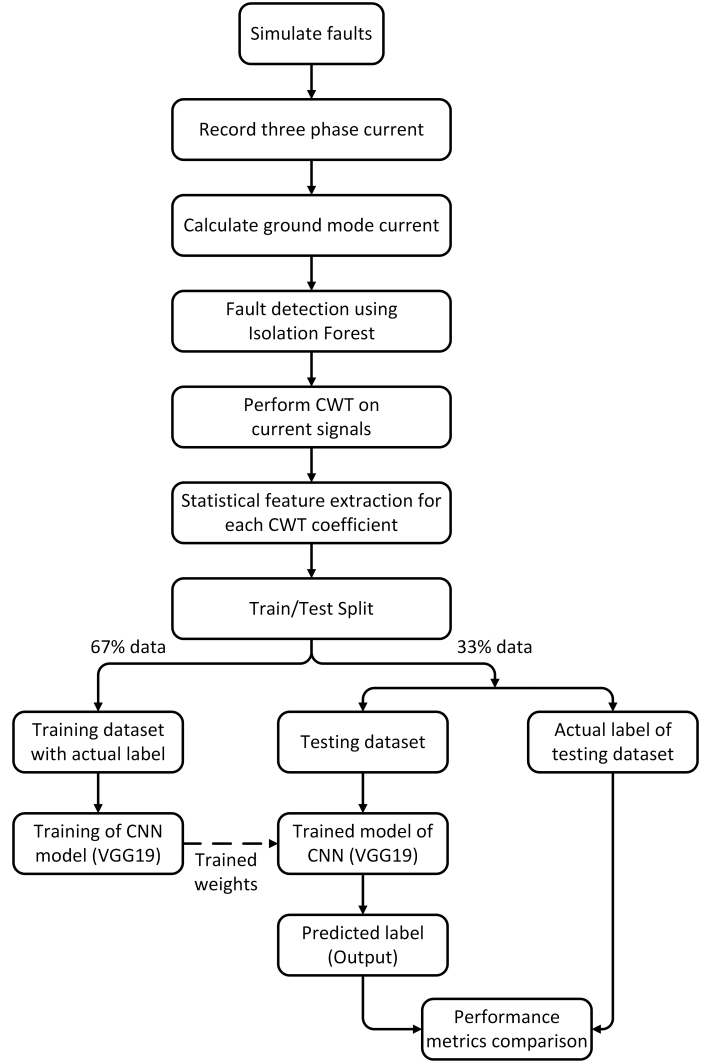 Simulate faults
Record three phase current
Calculate ground mode current
Fault detection using
Isolation Forest
Perform CWT on
current signals
Statistical feature extraction for
each CWT coefficient
Train/Test Split
67% data
33% data
Training dataset
with actual label
Testing dataset
Actual label of
testing dataset
Training of CNN
model (VGG19)
Trained
weights
Trained model of
CNN (VGG19)
Predicted label
(Output)
Performance
metrics comparison